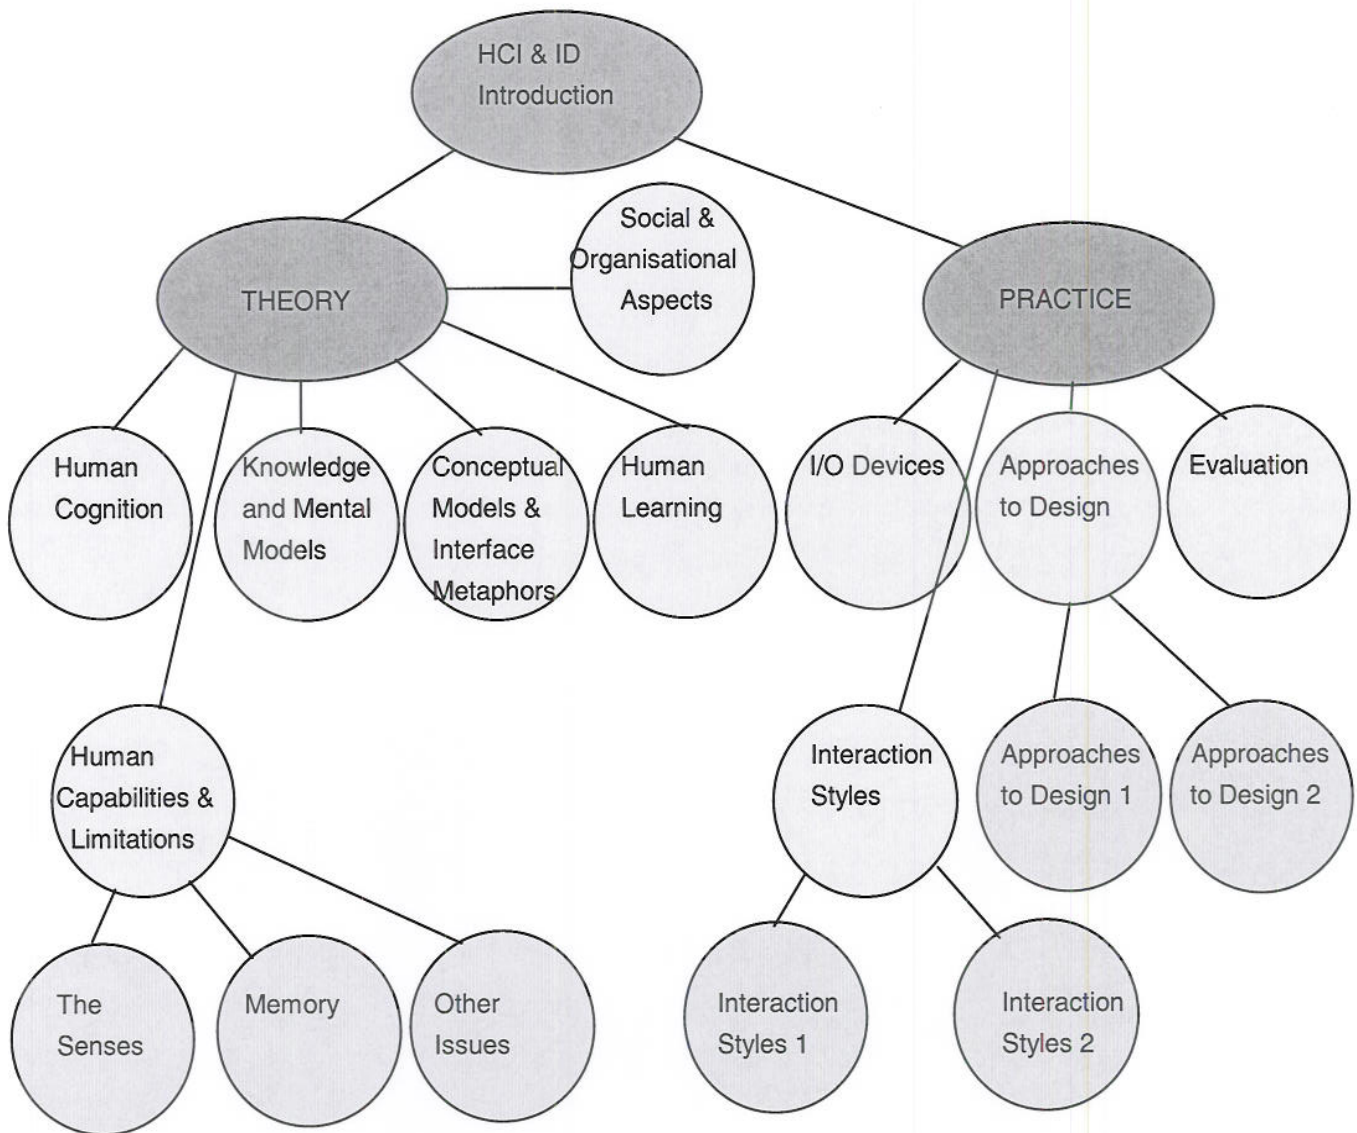 HCI & ID
Introduction
Social &
Organisational
Aspects
THEORY
PRACTICE
Human
Cognition
Knowledge
and Mental
Models
Conceptual
Models &
Interface
Metaphors
Human
Learning
I/O Devices
Approaches
to Design
Evaluation
Human
Capabilities &
Limitations
Interaction
Styles
Approaches
to Design 1
Approaches
to Design 2
The
Senses
Memory
Other
Issues
Interaction
Styles 1
Interaction
Styles 2